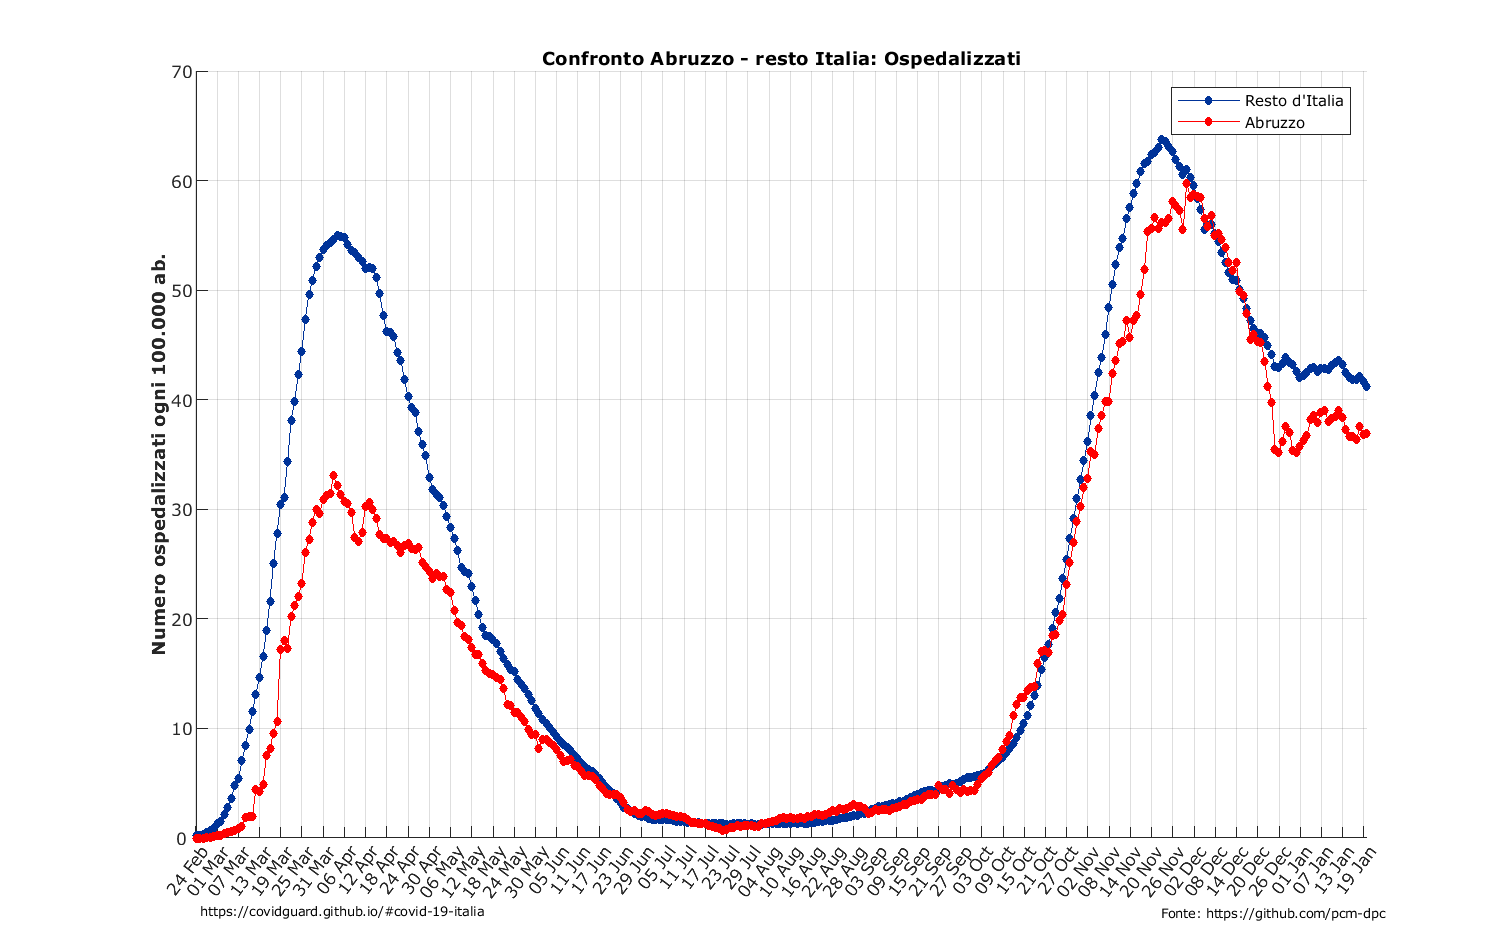 Confronto Abruzzo - resto Italia: Ospedalizzati
Numero ospedalizzati ogni 100.000 ab.
70
60
50
40
30
20
10
0
Resto d'Italia
Abruzzo
24 Feb
01 Mar
07 Mar
13 Mar
19 Mar
25 Mar
31 Mar
06 Apr
12 Apr
18 Apr
24 Apr
30 Apr
06 May
12 May
18 May
24 May
30 May
05 Jun
11 Jun
17 Jun
23 Jun
29 Jun
05 Jul
11 Jul
17 Jul
23 Jul
29 Jul
04 Aug
10 Aug
16 Aug
22 Aug
28 Aug
03 Sep
09 Sep
15 Sep
21 Sep
27 Sep
03 Oct
09 Oct
15 Oct
21 Oct
27 Oct
02 Nov
08 Nov
14 Nov
20 Nov
26 Nov
02 Dec
08 Dec
14 Dec
20 Dec
26 Dec
01 Jan
07 Jan
13 Jan
19 Jan
https://covidguard.github.io/#covid-19-italia
Fonte: https://github.com/pcm-dpc